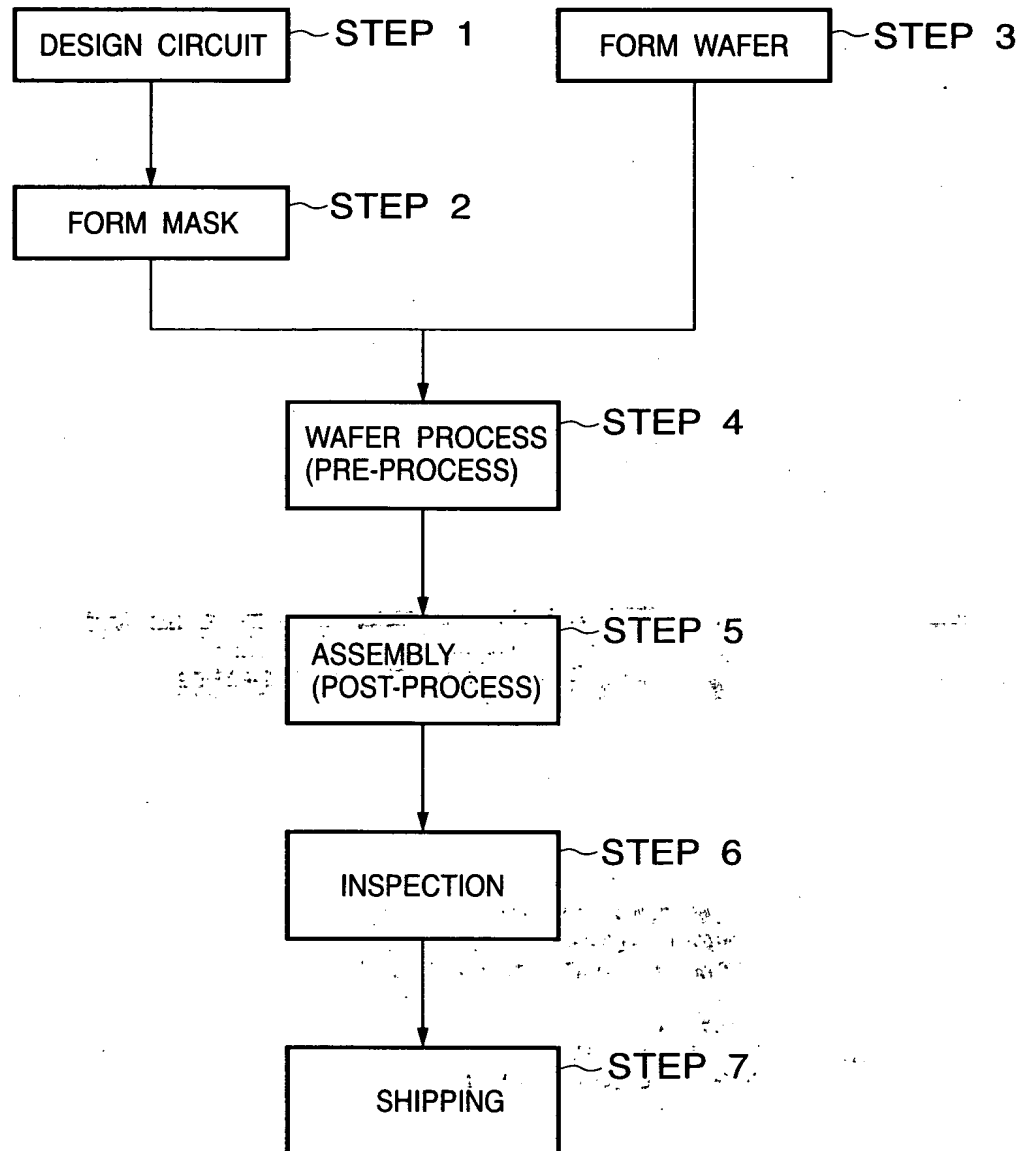 DESIGN CIRCUIT
STEP 1
FORM WAFER
STEP 3
FORM MASK
STEP 2
WAFER PROCESS
(PRE-PROCESS)
STEP 4
ASSEMBLY
(POST-PROCESS)
STEP 5
INSPECTION
STEP 6
SHIPPING
STEP 7